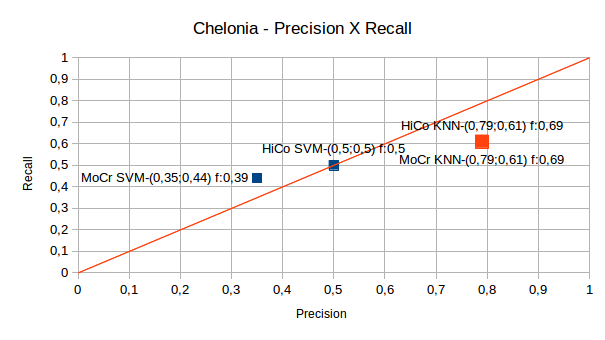 Chelonia - Precision X Recall
1
0,9
0,8
0,7
0,6
0,5
0,4
0,3
0,2
0,1
0
Recall
HiCo KNN-(0,79;0,61) f:0,69
HiCo SVM-(0,5;0,5) f:0,5
MoCr KNN-(0,79;0,61) f:0,69
MoCr SVM-(0,35;0,44) f:0,39
0 0,1 0,2 0,3 0,4 0,5 0,6 0,7 0,8 0,9 1
Precision